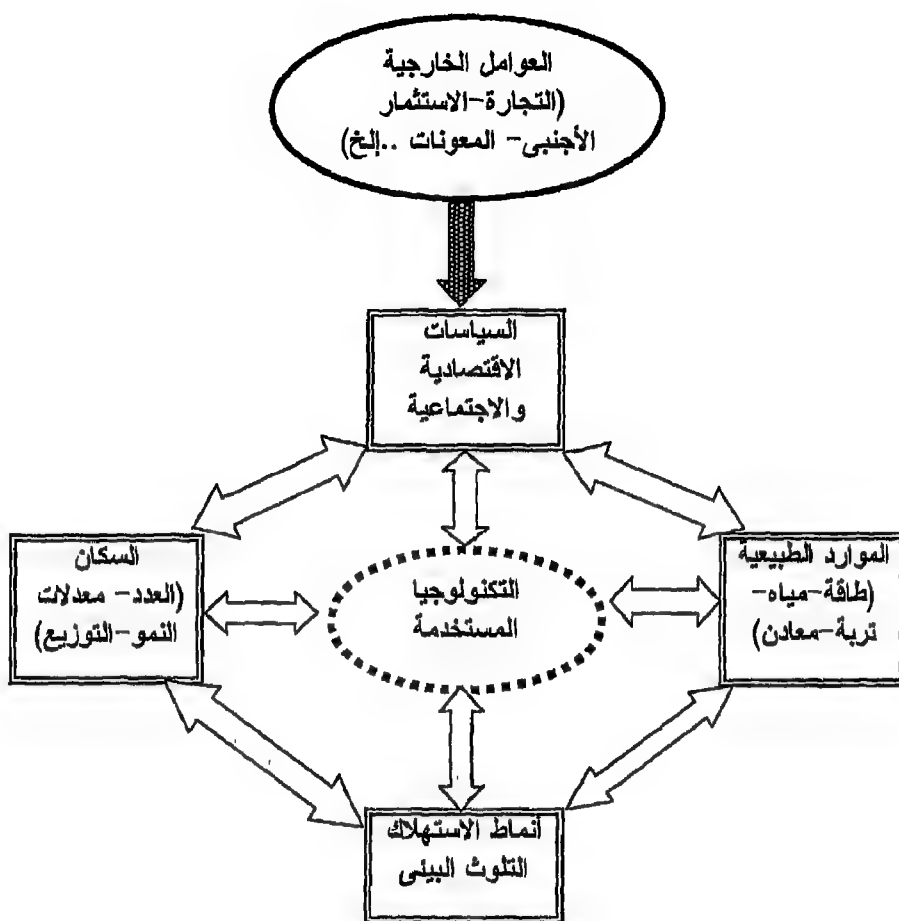 العوامل الخارجية
(التجارة-الاستثمار
الأجنبى- المعونات ..إلخ)
السياسات
الاقتصادية
والاجتماعية
الموارد الطبيعية
(طاقة-مياه-
تربة-معادن)
التكنولوجيا
المستخدمة
السكان
(العدد- معدلات
النمو-التوزيع)
أنماط الاستهلاك
التلوث البيئى